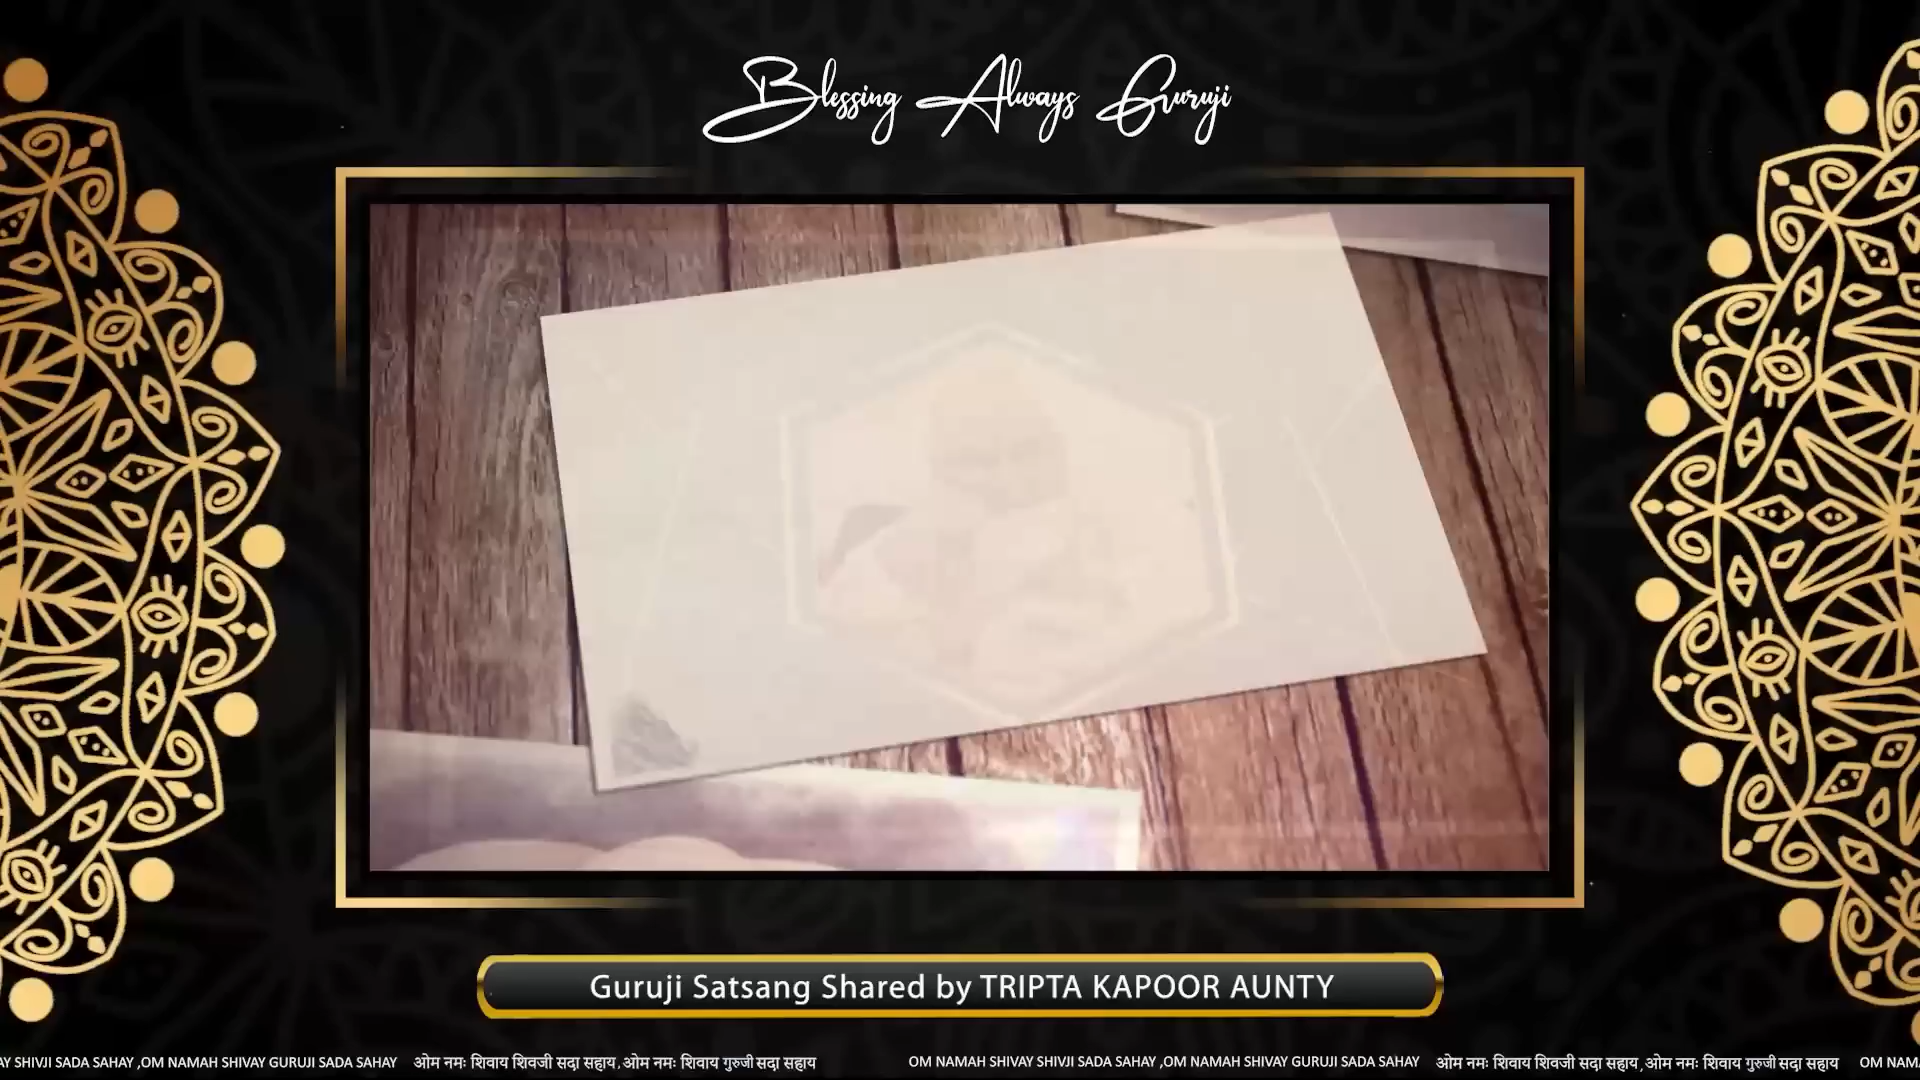 Blessing Always Guruji
Guruji Satsang Shared by TRIPTA KAPOOR AUNTY
AY SHIVJI SADA SAHAY ,OM NAMAH SHIVAY GURUJI SADA SAHAY ओम नमः शिवाय शिवजी सदा सहाय,ओम नमः शिवाय गुरुजी सदा सहाय OM NAMAH SHIVAY SHIVJI SADA SAHAY ,OM NAMAH SHIVAY GURUJI SADA SAHAY ओम नमः शिवाय शिवजी सदा सहाय,ओम नमः शिवाय गुरुजी सदा सहाय OM NAM